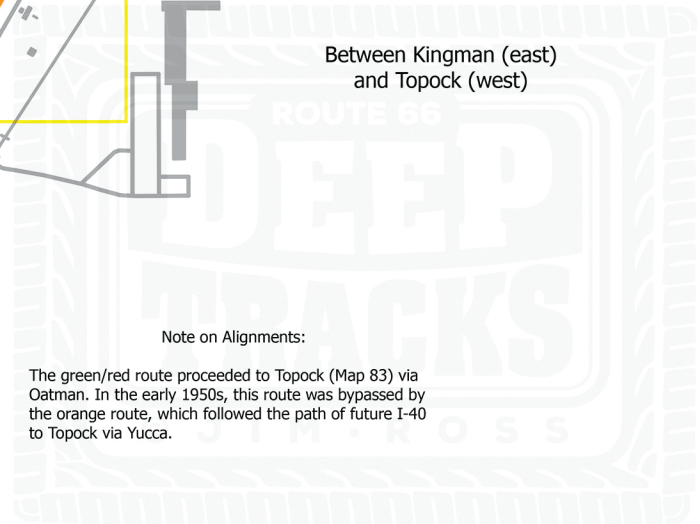 Between Kingman (east)
and Topock (west)
ROUTE 66
DEEP
TRACKS
Note on Alignments:
The green/red route proceeded to Topock (Map 83) via
Oatman. In the early 1950s, this route was bypassed by
the orange route, which followed the path of future I-40
to Topock via Yucca.
JIM • ROSS